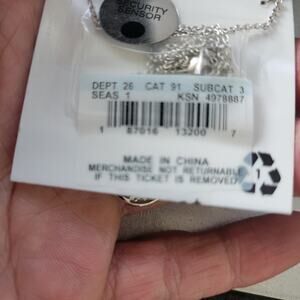 SECURITY
SENSOR
DEPT 26 CAT 91 SUBCAT 3
SEAS 1 KSN 4978887
1 87016 13200 7
MADE IN CHINA
MERCHANDISE NOT RETURNABLE
IF THIS TICKET IS REMOVED
1